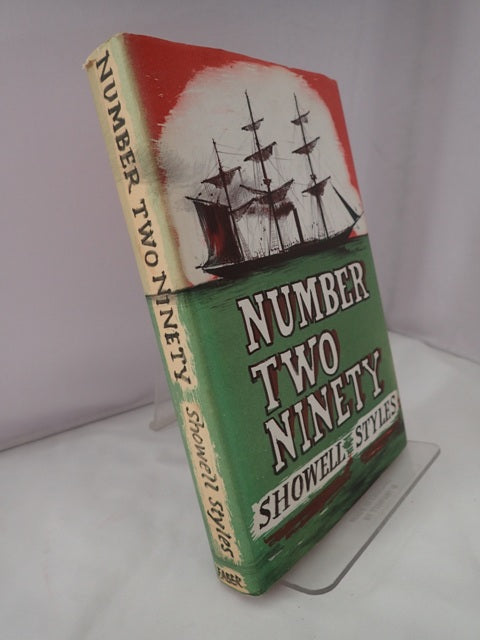 NUMBER TWO NINETY Showell Styles
FABER
NUMBER
TWO
NINETY
SHOWELL STYLES